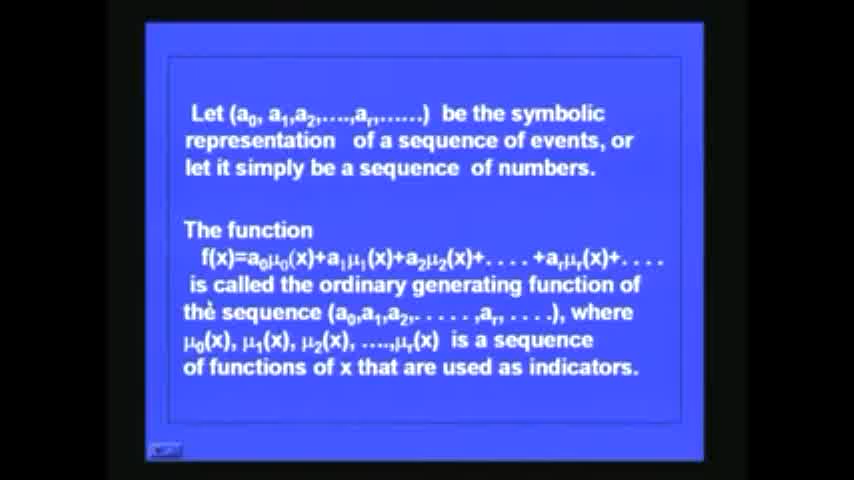 Let (a₀, a₁,a₂,....,aᵣ,......) be the symbolic
representation of a sequence of events, or
let it simply be a sequence of numbers.
The function
f(x)=a₀μ₀(x)+a₁μ₁(x)+a₂μ₂(x)+. . . . +aᵣμᵣ(x)+. . . .
is called the ordinary generating function of
the sequence (a₀,a₁,a₂,. . . . . ,aᵣ, . . . .), where
μ₀(x), μ₁(x), μ₂(x), ....,μᵣ(x) is a sequence
of functions of x that are used as indicators.